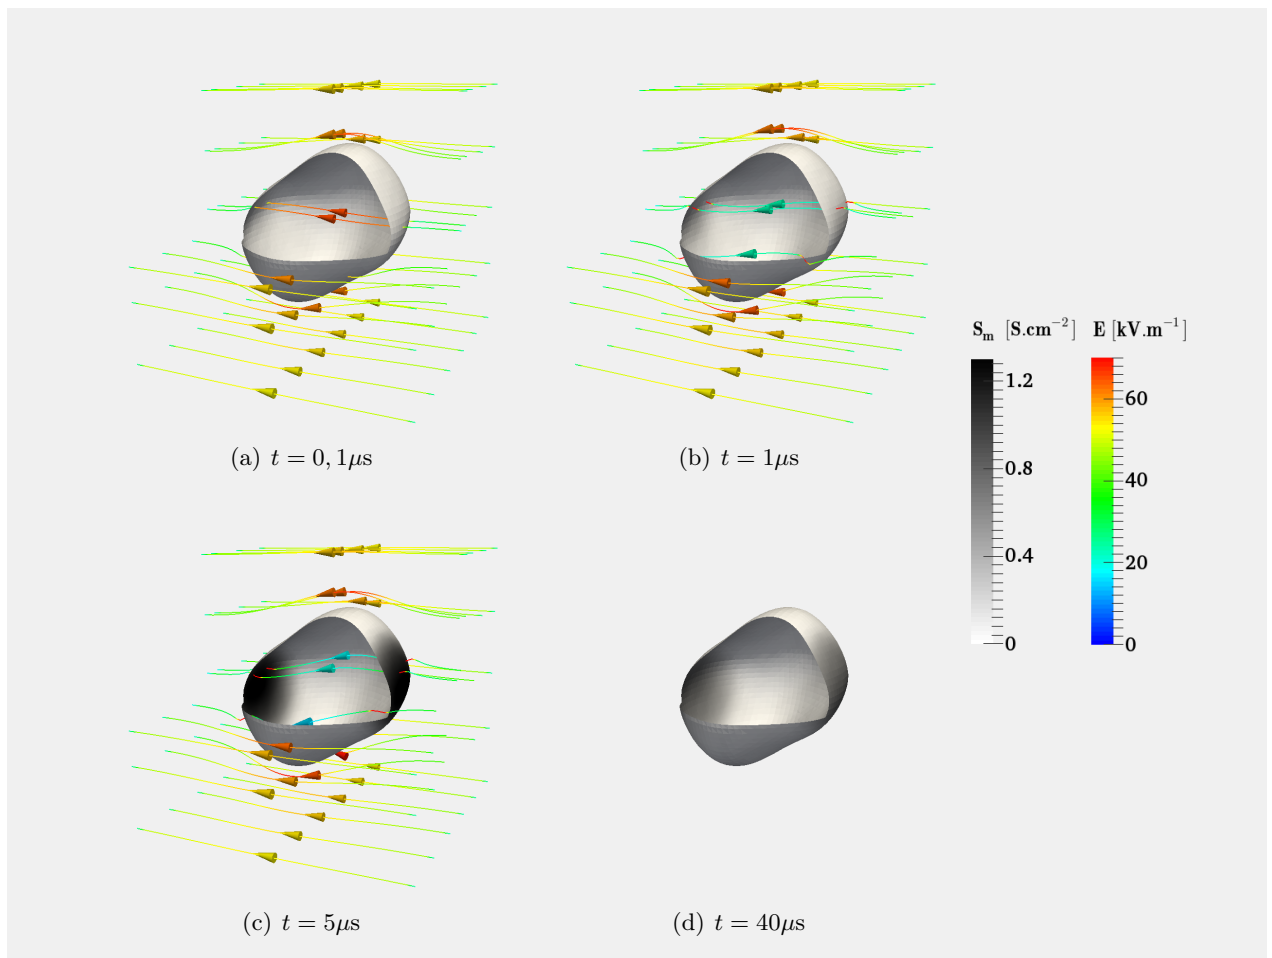 (a) t = 0, 1μs
(b) t = 1μs
S_m [S.cm⁻²] E [kV.m⁻¹]
1.2
0.8
0.4
0
60
40
20
0
(c) t = 5μs
(d) t = 40μs